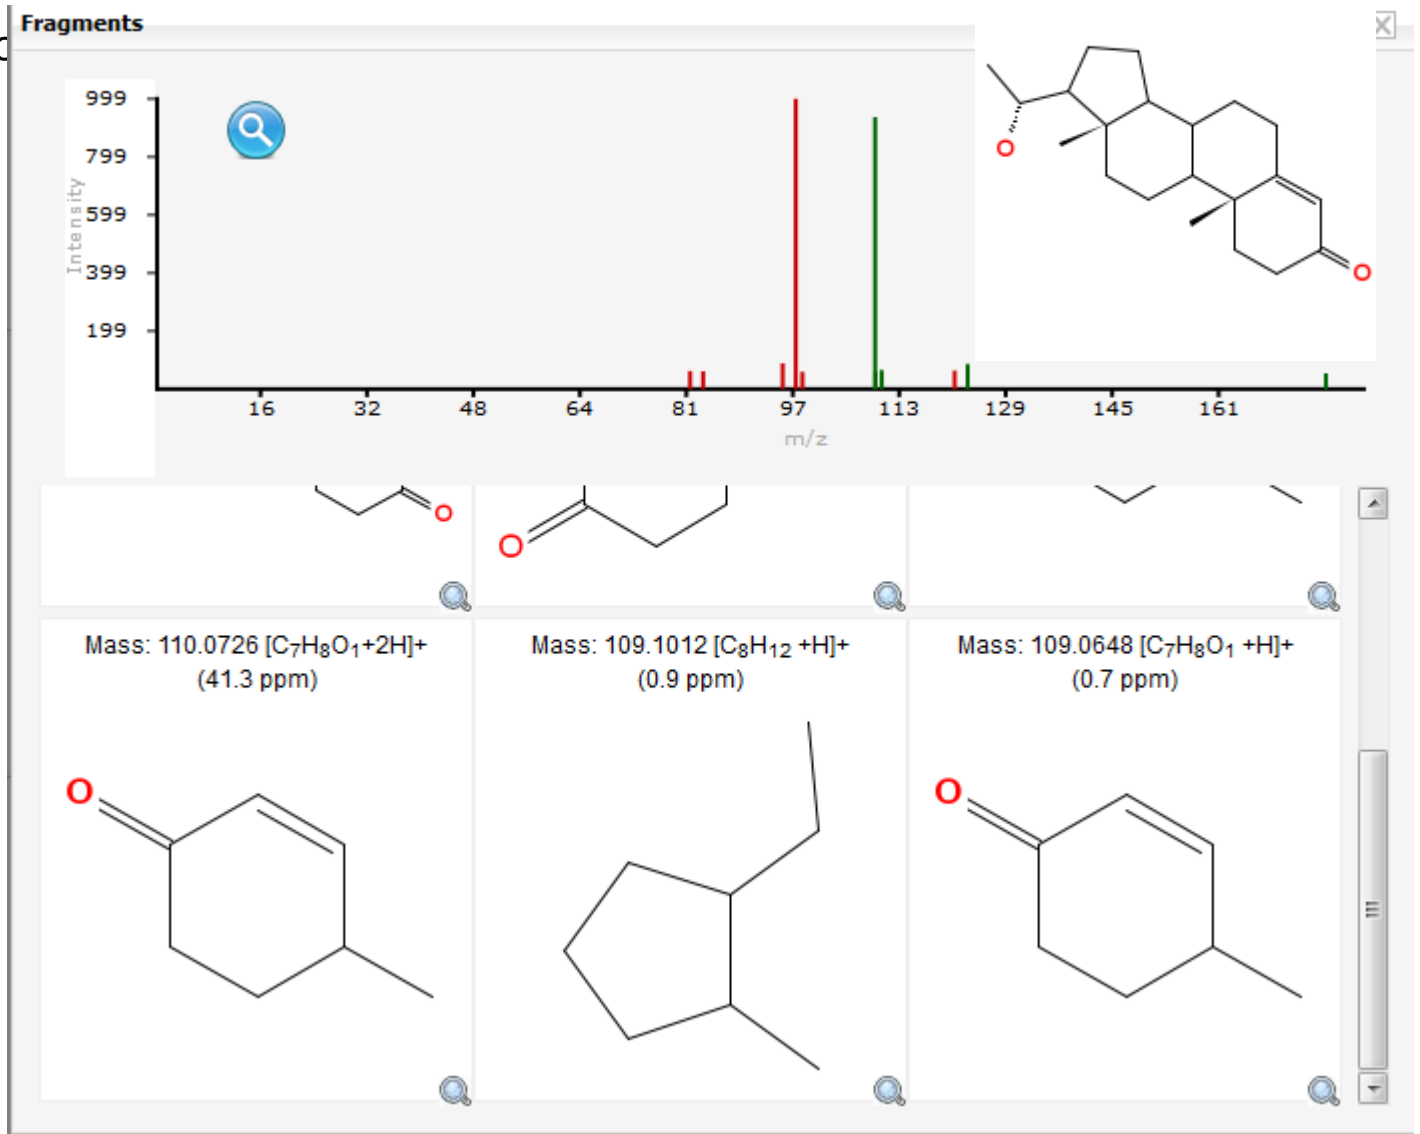 Fragments
999
799
599
399
199
Intensity
16 32 48 64 81 97 113 129 145 161
m/z
O
O
O
O
Mass: 110.0726 [C7H8O1+2H]+
(41.3 ppm)
Mass: 109.1012 [C8H12 +H]+
(0.9 ppm)
Mass: 109.0648 [C7H8O1 +H]+
(0.7 ppm)
O
O